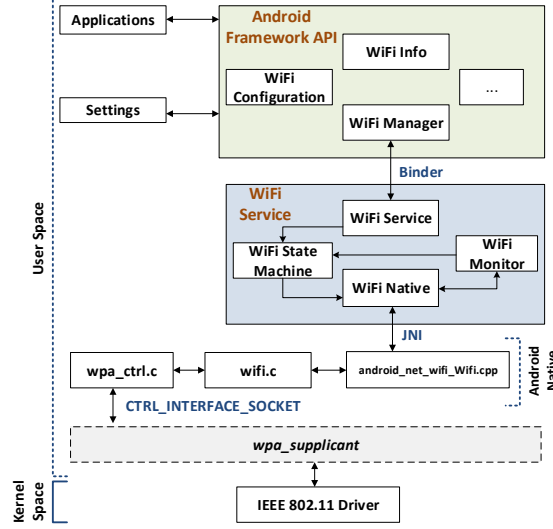 Applications
Android
Framework API
WiFi Info
WiFi
Configuration
...
Settings
WiFi Manager
Binder
WiFi
Service
WiFi Service
WiFi State
Machine
WiFi
Monitor
WiFi Native
JNI
User Space
wpa_ctrl.c
wifi.c
android_net_wifi_Wifi.cpp
Android
Native
CTRL_INTERFACE_SOCKET
wpa_supplicant
Kernel
Space
IEEE 802.11 Driver